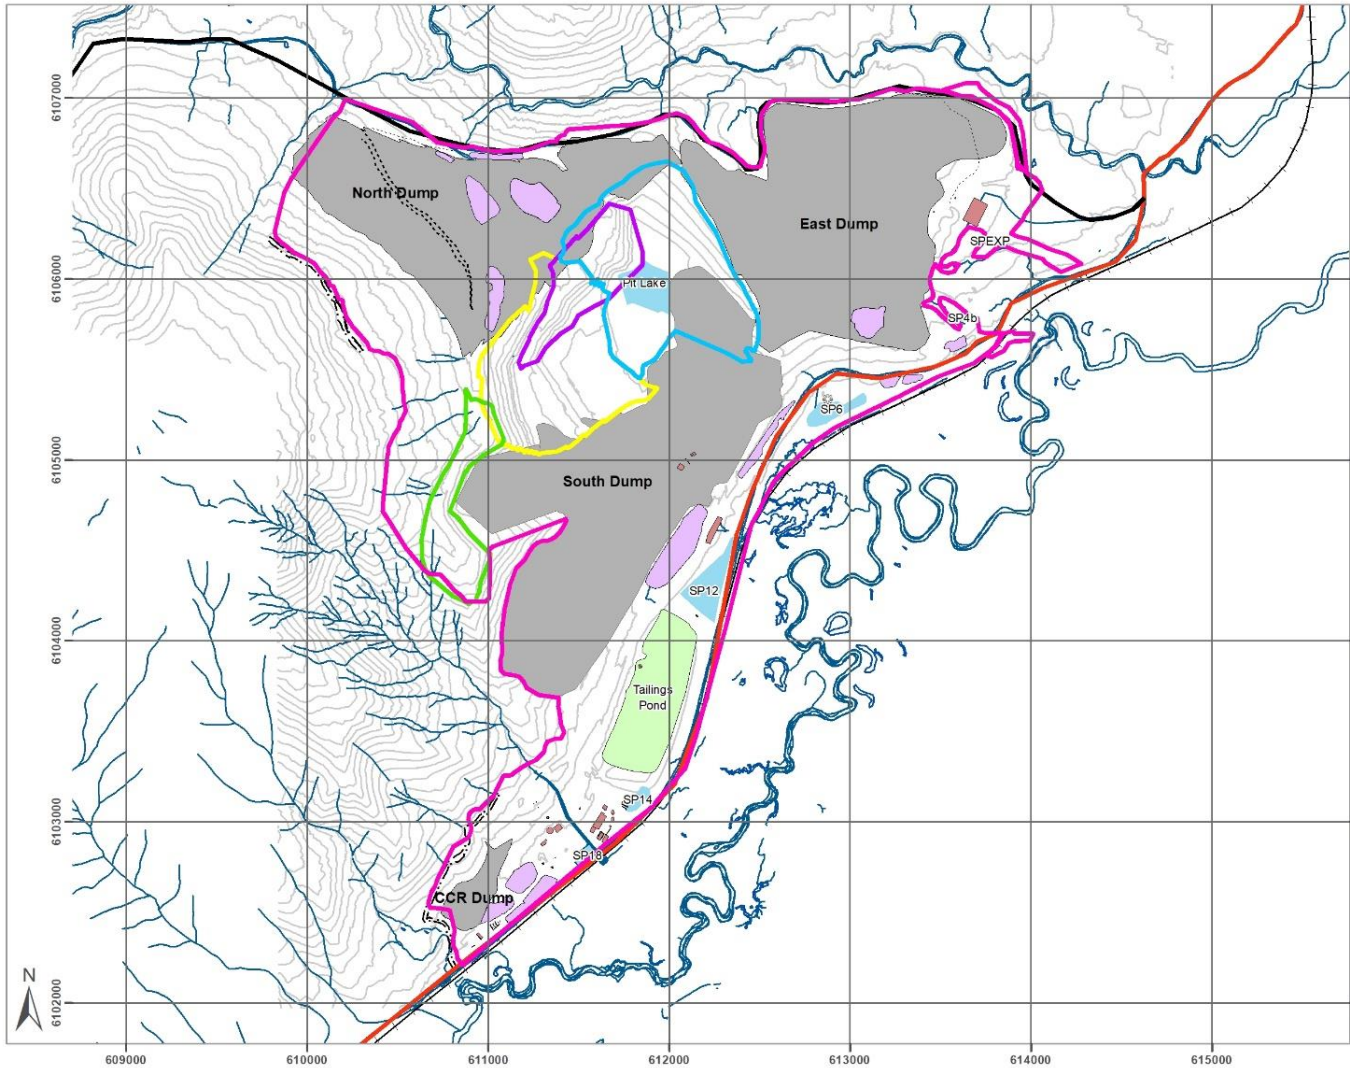 6107000
6106000
6105000
6104000
6103000
6102000
North Dump
East Dump
SPEXP
Pit Lake
SP4b
SP6
South Dump
SP12
Tailings
Pond
SP14
SP18
CCR Dump
N
609000
610000
611000
612000
613000
614000
615000